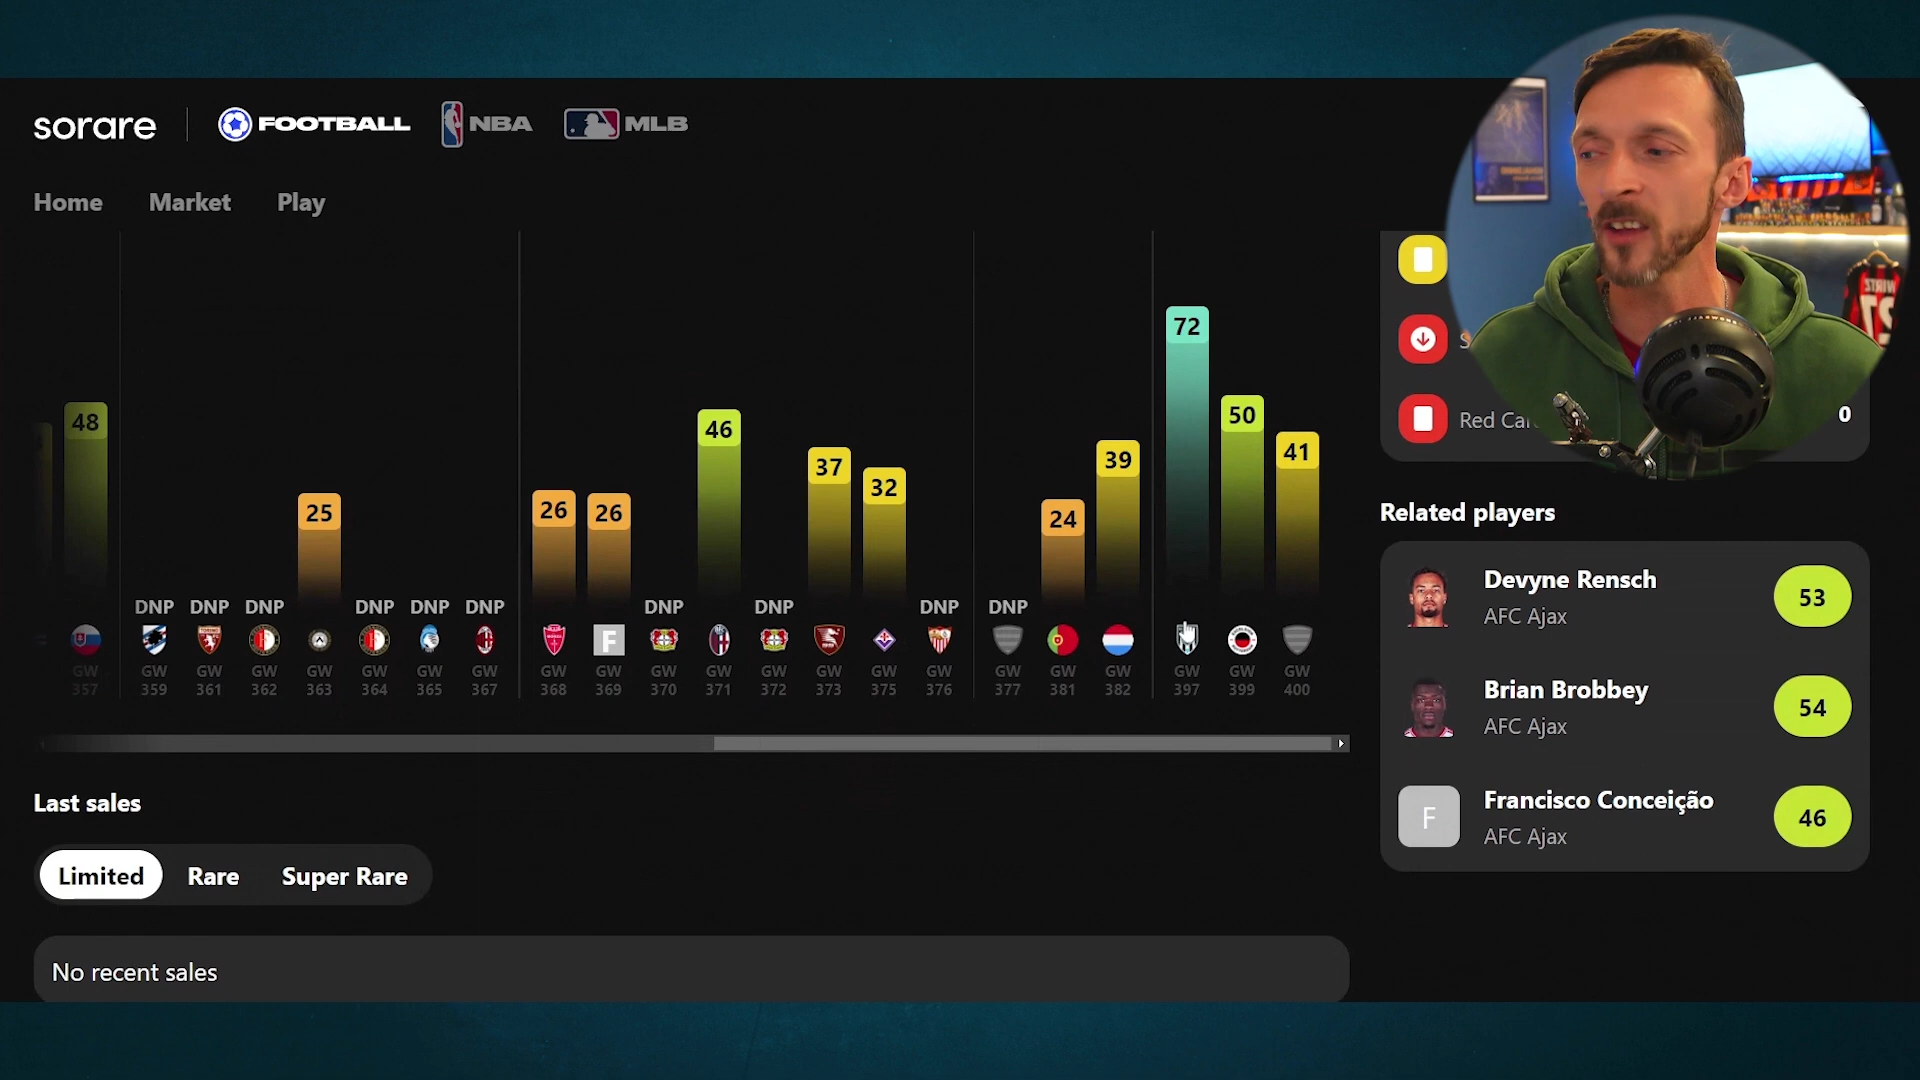 sorare
FOOTBALL
NBA
MLB
Home
Market
Play
48
25
26
26
46
37
32
24
39
72
50
41
DNP
DNP
DNP
DNP
DNP
DNP
DNP
DNP
DNP
DNP
F
GW
357
GW
359
GW
361
GW
362
GW
363
GW
364
GW
365
GW
367
GW
368
GW
369
GW
370
GW
371
GW
372
GW
373
GW
375
GW
376
GW
377
GW
381
GW
382
GW
397
GW
399
GW
400
Red Car
0
Related players
Devyne Rensch
AFC Ajax
53
Brian Brobbey
AFC Ajax
54
F
Francisco Conceição
AFC Ajax
46
Last sales
Limited
Rare
Super Rare
No recent sales